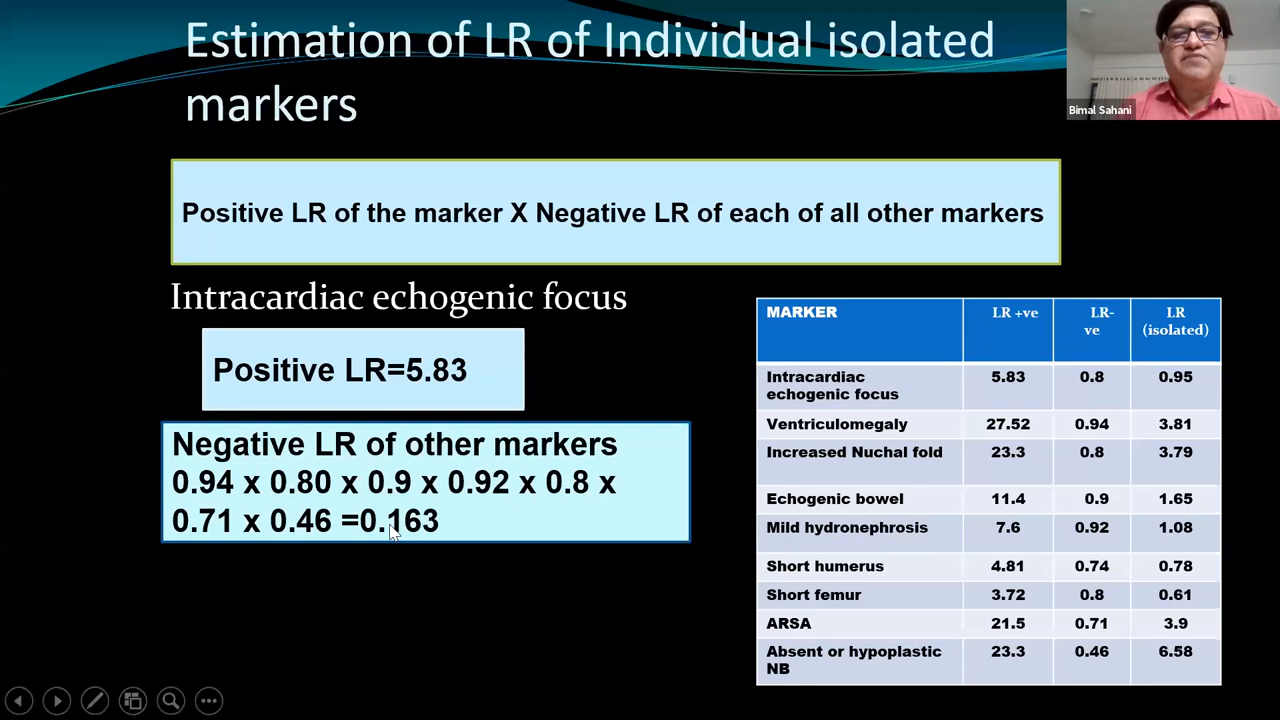 Estimation of LR of Individual isolated
markers
Bimal Sahani
Positive LR of the marker X Negative LR of each of all other markers
Intracardiac echogenic focus
Positive LR=5.83
Negative LR of other markers
0.94 x 0.80 x 0.9 x 0.92 x 0.8 x
0.71 x 0.46 =0.163
MARKER LR +ve LR- LR
ve (isolated)
Intracardiac 5.83 0.8 0.95
echogenic focus
Ventriculomegaly 27.52 0.94 3.81
Increased Nuchal fold 23.3 0.8 3.79
Echogenic bowel 11.4 0.9 1.65
Mild hydronephrosis 7.6 0.92 1.08
Short humerus 4.81 0.74 0.78
Short femur 3.72 0.8 0.61
ARSA 21.5 0.71 3.9
Absent or hypoplastic 23.3 0.46 6.58
NB